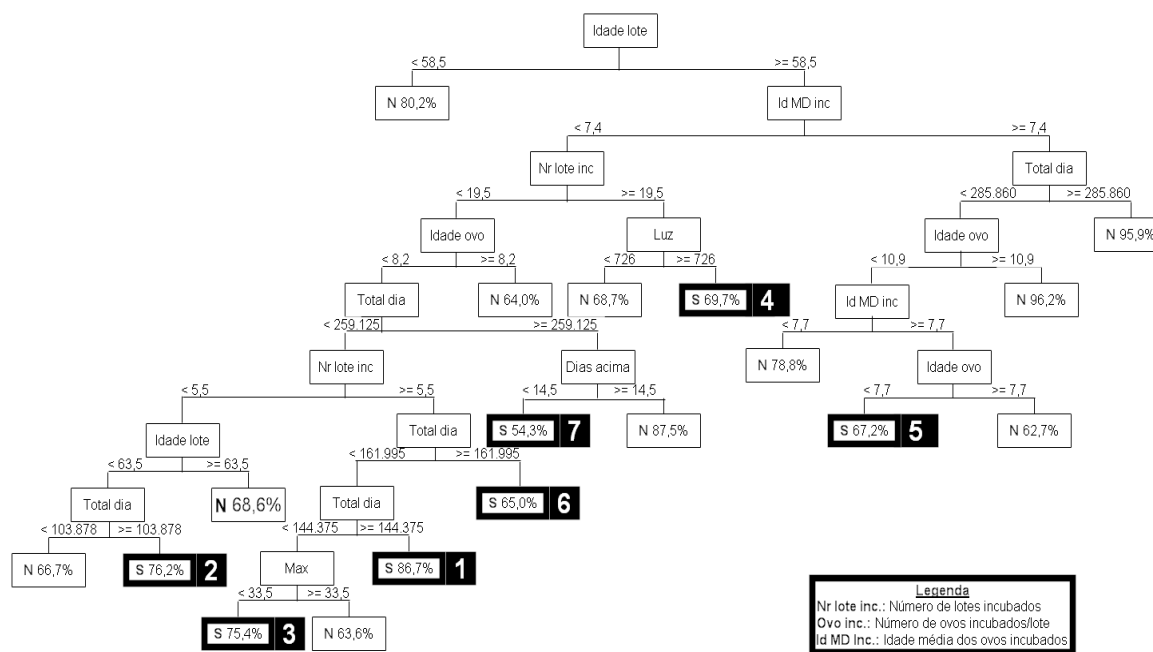 Idade lote
< 58,5 >= 58,5
N 80,2% Id MD inc
< 7,4 >= 7,4
Nr lote inc Total dia
< 19,5 >= 19,5 < 285.860 >= 285.860
Idade ovo Luz Idade ovo N 95,9%
< 8,2 >= 8,2 < 726 >= 726 < 10,9 >= 10,9
Total dia N 64,0% N 68,7% S 69,7% 4 Id MD inc N 96,2%
< 259.125 >= 259.125 < 7,7 >= 7,7
Nr lote inc Dias acima N 78,8% Idade ovo
< 5,5 >= 5,5 < 14,5 >= 14,5 < 7,7 >= 7,7
Idade lote Total dia S 54,3% 7 N 87,5% S 67,2% 5 N 62,7%
< 63,5 >= 63,5 < 161.995 >= 161.995
Total dia N 68,6% Total dia S 65,0% 6
< 103.878 >= 103.878 < 144.375 >= 144.375
N 66,7% S 76,2% 2 Max S 86,7% 1
< 33,5 >= 33,5
S 75,4% 3 N 63,6%
Legenda
Nr lote inc.: Número de lotes incubados
Ovo inc.: Número de ovos incubados/lote
Id MD Inc.: Idade média dos ovos incubados